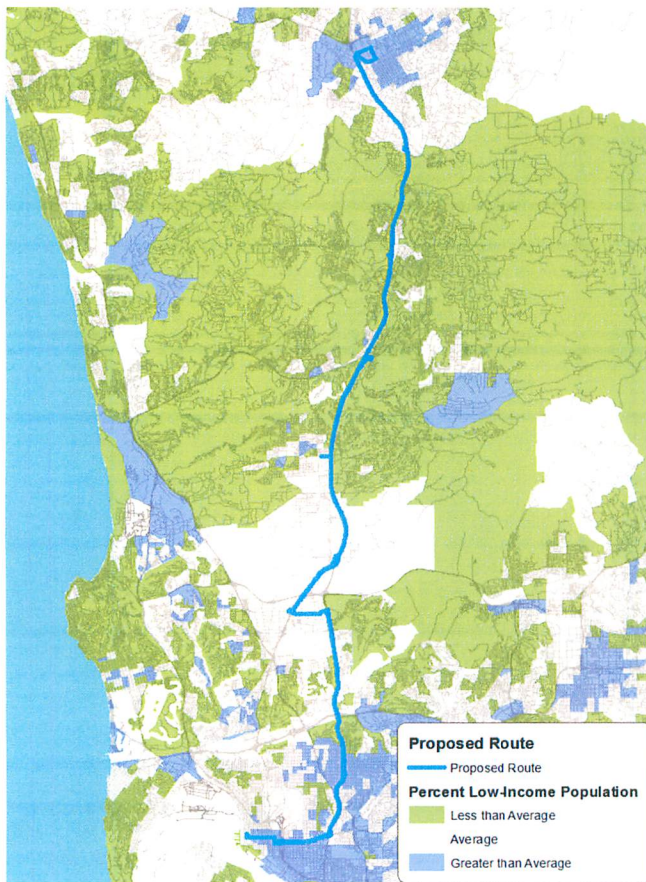 Proposed Route
Proposed Route
Percent Low-Income Population
Less than Average
Average
Greater than Average